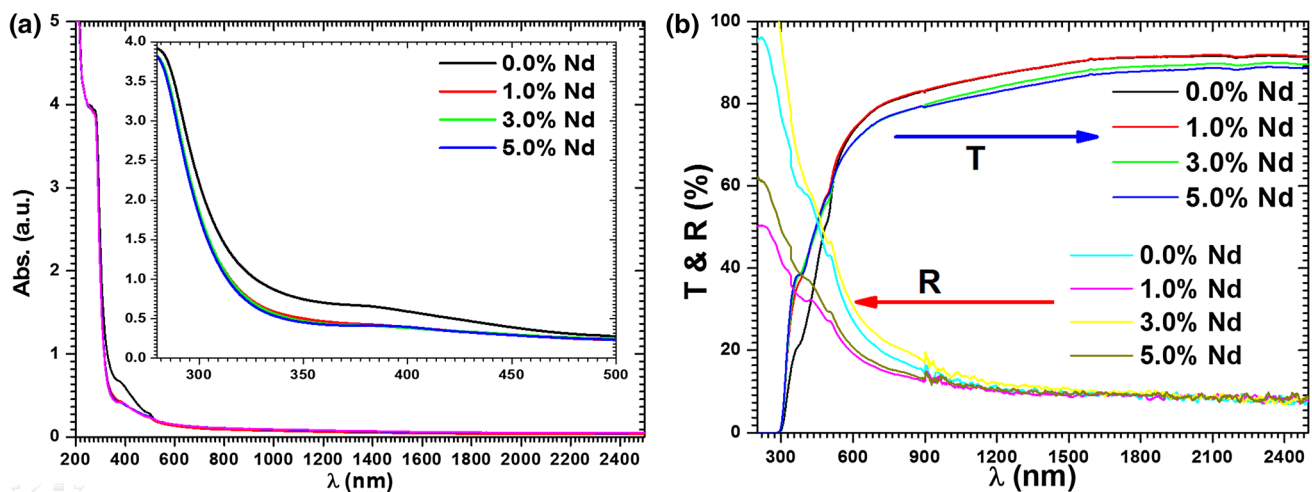 (a)
Abs. (a.u.)
5
4
3
2
1
0
200 400 600 800 1000 1200 1400 1600 1800 2000 2200 2400
λ (nm)
4.0
3.5
3.0
2.5
2.0
1.5
1.0
0.5
0.0
300 350 400 450 500
0.0% Nd
1.0% Nd
3.0% Nd
5.0% Nd
(b)
T & R (%)
100
80
60
40
20
0
300 600 900 1200 1500 1800 2100 2400
λ (nm)
0.0% Nd
1.0% Nd
3.0% Nd
5.0% Nd
T
R
0.0% Nd
1.0% Nd
3.0% Nd
5.0% Nd